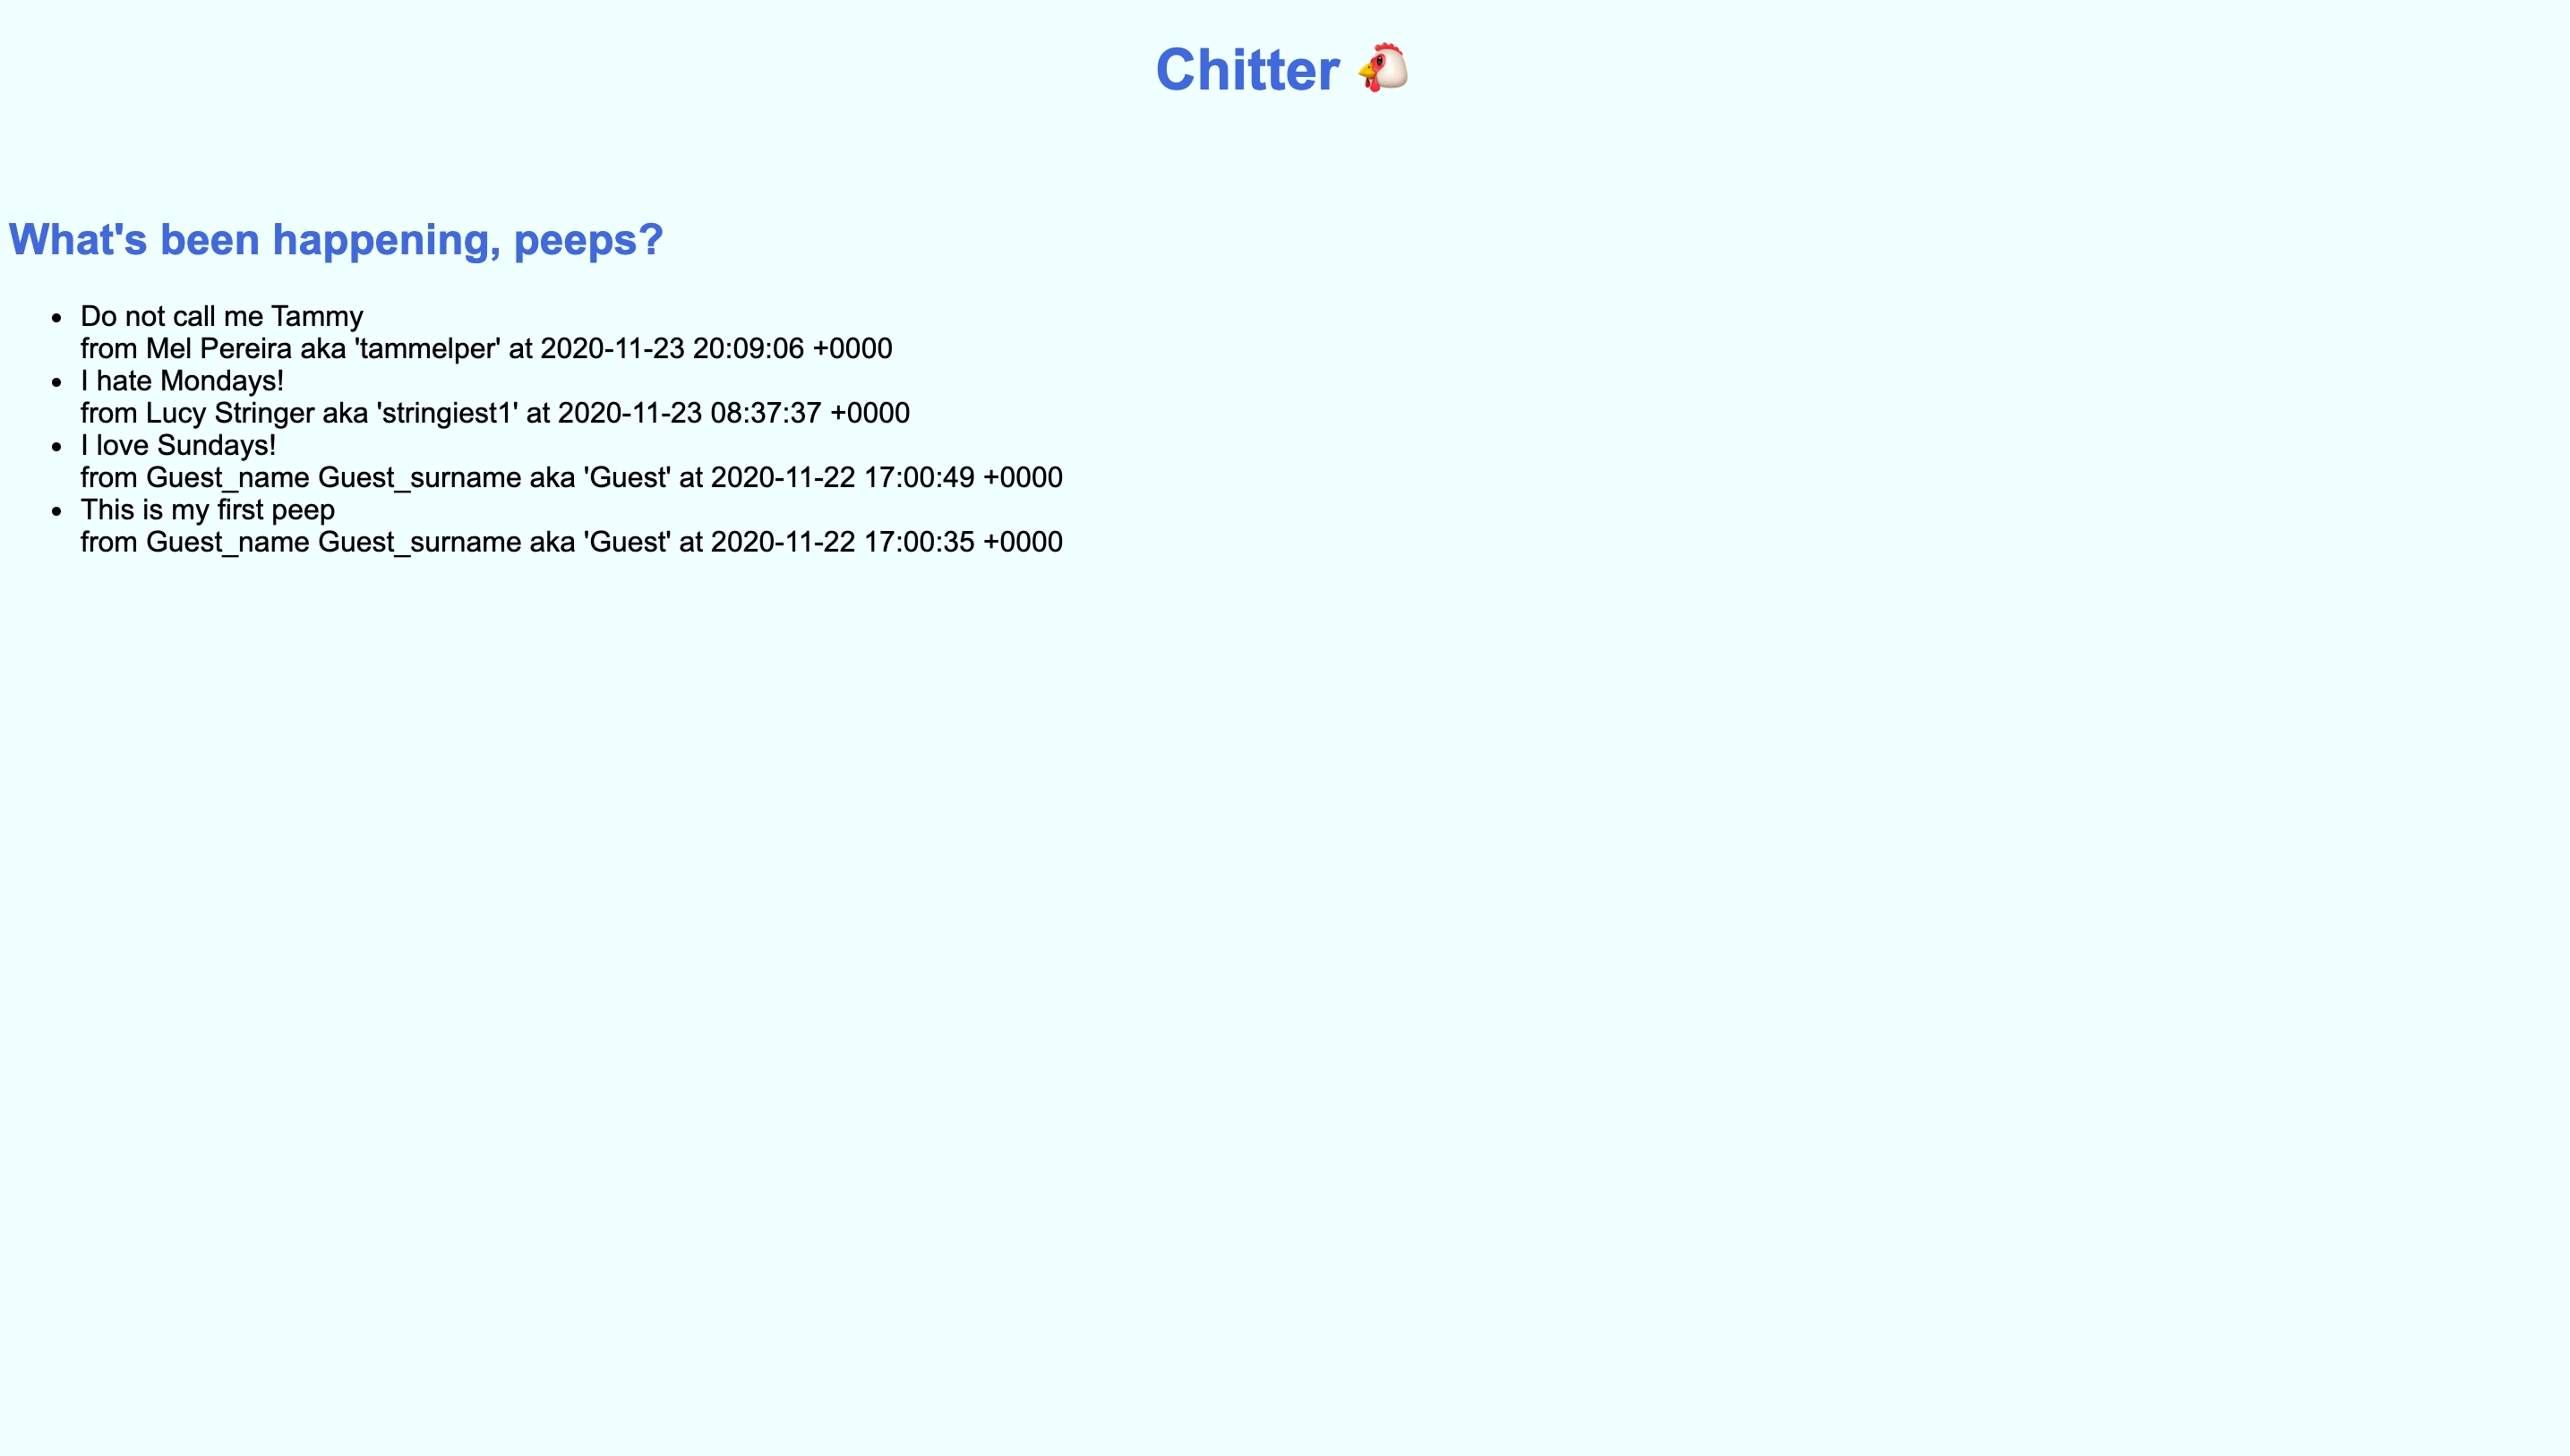 Chitter 🐔
What's been happening, peeps?
Do not call me Tammy
from Mel Pereira aka 'tammelper' at 2020-11-23 20:09:06 +0000
I hate Mondays!
from Lucy Stringer aka 'stringiest1' at 2020-11-23 08:37:37 +0000
I love Sundays!
from Guest_name Guest_surname aka 'Guest' at 2020-11-22 17:00:49 +0000
This is my first peep
from Guest_name Guest_surname aka 'Guest' at 2020-11-22 17:00:35 +0000